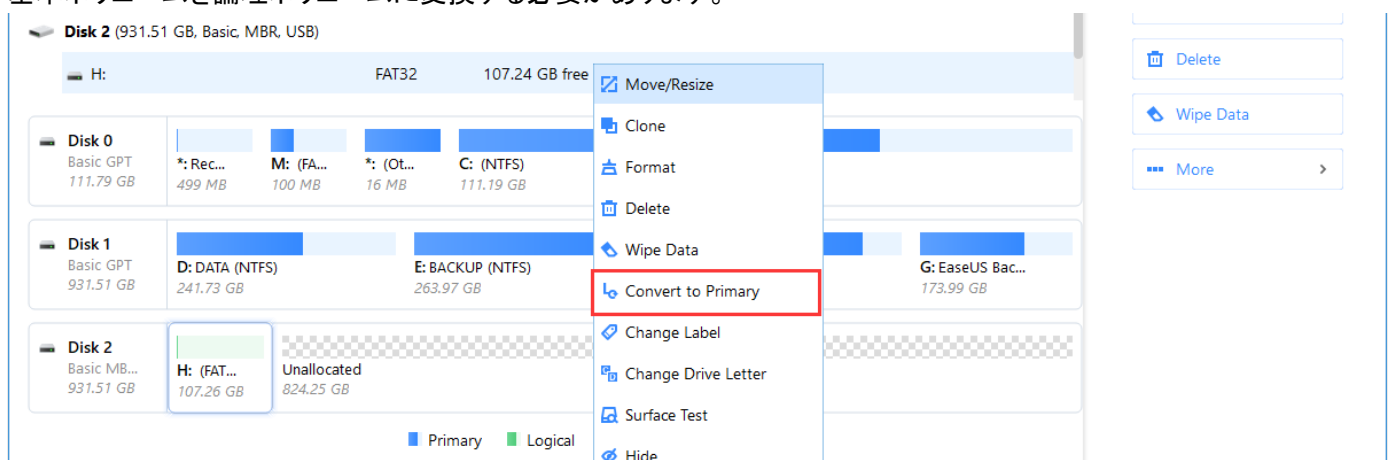 Disk 2 (931.51 GB, Basic, MBR, USB)
H: FAT32 107.24 GB free
Move/Resize
Clone
Format
Delete
Wipe Data
Convert to Primary
Change Label
Change Drive Letter
Surface Test
Hide
Disk 0
Basic GPT
111.79 GB
*: Rec...
499 MB
M: (FA...
100 MB
*: (Ot...
16 MB
C: (NTFS)
111.19 GB
Disk 1
Basic GPT
931.51 GB
D: DATA (NTFS)
241.73 GB
E: BACKUP (NTFS)
263.97 GB
G: EaseUS Bac...
173.99 GB
Disk 2
Basic MB...
931.51 GB
H: (FAT...
107.26 GB
Unallocated
824.25 GB
Primary Logical
Delete
Wipe Data
More